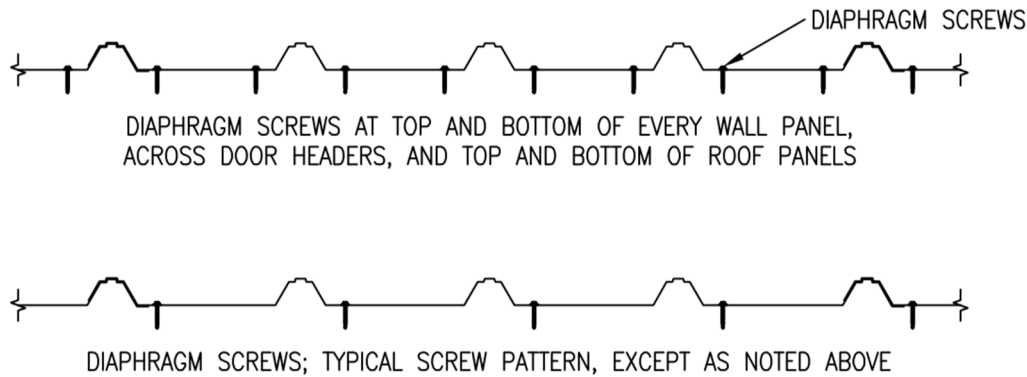 DIAPHRAGM SCREWS
DIAPHRAGM SCREWS AT TOP AND BOTTOM OF EVERY WALL PANEL,
ACROSS DOOR HEADERS, AND TOP AND BOTTOM OF ROOF PANELS
DIAPHRAGM SCREWS; TYPICAL SCREW PATTERN, EXCEPT AS NOTED ABOVE